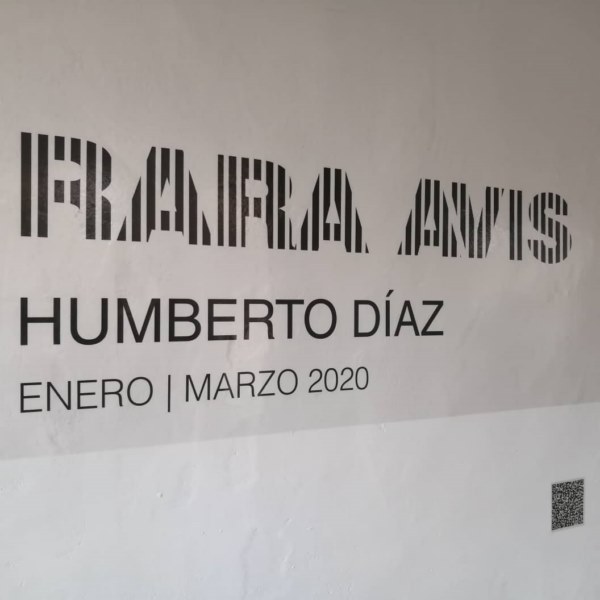 RARA AVIS
HUMBERTO DÍAZ
ENERO | MARZO 2020